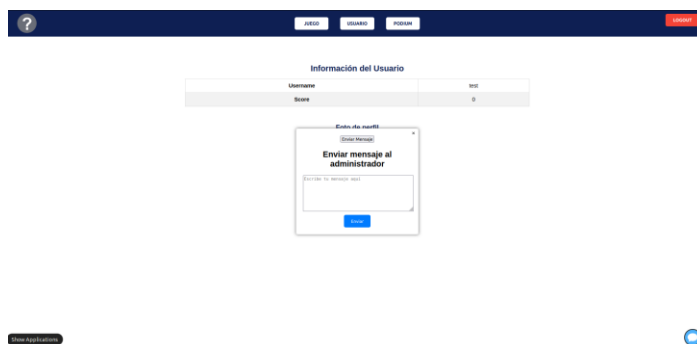 ?
JUEGO USUARIO PODIUM LOGOUT
Información del Usuario
Username test
Score 0
Foto de perfil
×
Enviar Mensaje
Enviar mensaje al
administrador
Escribe tu mensaje aquí
Enviar
Show Applications